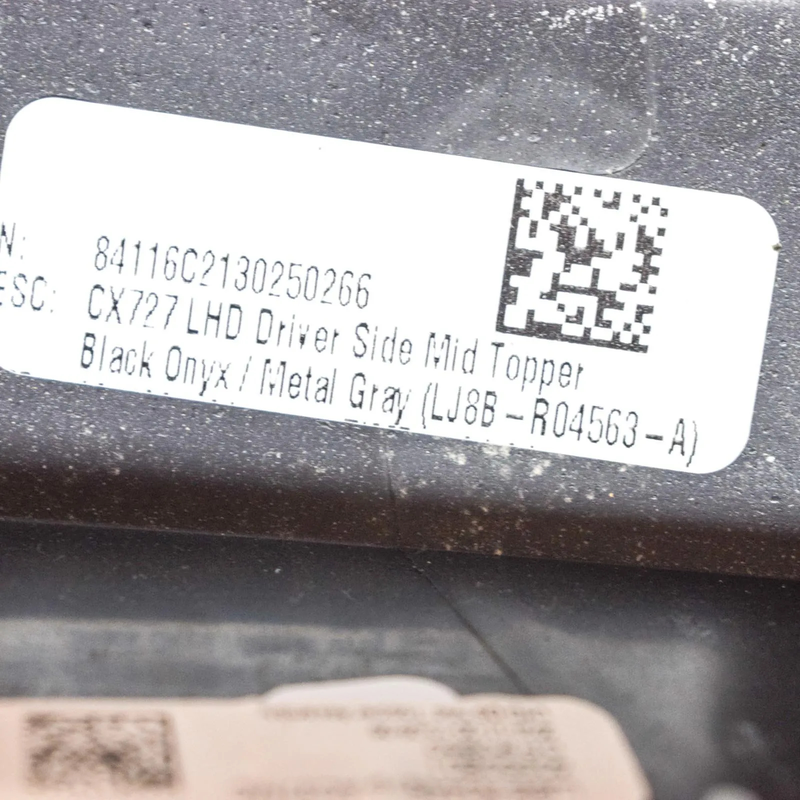 N: 84116C2130250266
ESC: CX727 LHD Driver Side Mid Topper
Black Onyx / Metal Gray (LJ8B-R04563-A)